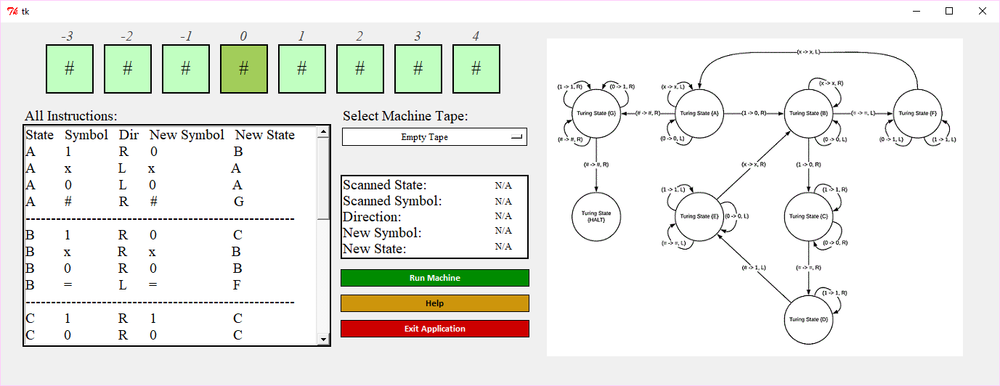 tk
-3 -2 -1 0 1 2 3 4
# # # # # # # #
All Instructions:
State Symbol Dir New Symbol New State
A 1 R 0 B
A x L x A
A 0 L 0 A
A # R # G
--------------------------------------------------------
B 1 R 0 C
B x R x B
B 0 R 0 B
B = L = F
--------------------------------------------------------
C 1 R 1 C
C 0 R 0 C
Select Machine Tape:
Empty Tape
Scanned State: N/A
Scanned Symbol: N/A
Direction: N/A
New Symbol: N/A
New State: N/A
Run Machine
Help
Exit Application
(x -> x, L)
(1 -> 1, R) (0 -> 1, R) (x -> x, L) (x -> x, R)
Turing State {G} (# -> #, R) Turing State {A} (1 -> 0, R) Turing State {B} (= -> =, L) Turing State {F}
(# -> #, R) (0 -> 0, L) (0 -> 0, L) (0 -> 1, L) (1 -> 1, L)
(# -> #, R) (x -> x, R) (1 -> 0, R)
(1 -> 1, L) (1 -> 1, R)
Turing State
{HALT}
Turing State {E} (0 -> 0, L) Turing State {C}
(= -> =, L) (0 -> 0, R)
(# -> 1, L) (= -> =, R)
(1 -> 1, R)
Turing State {D}